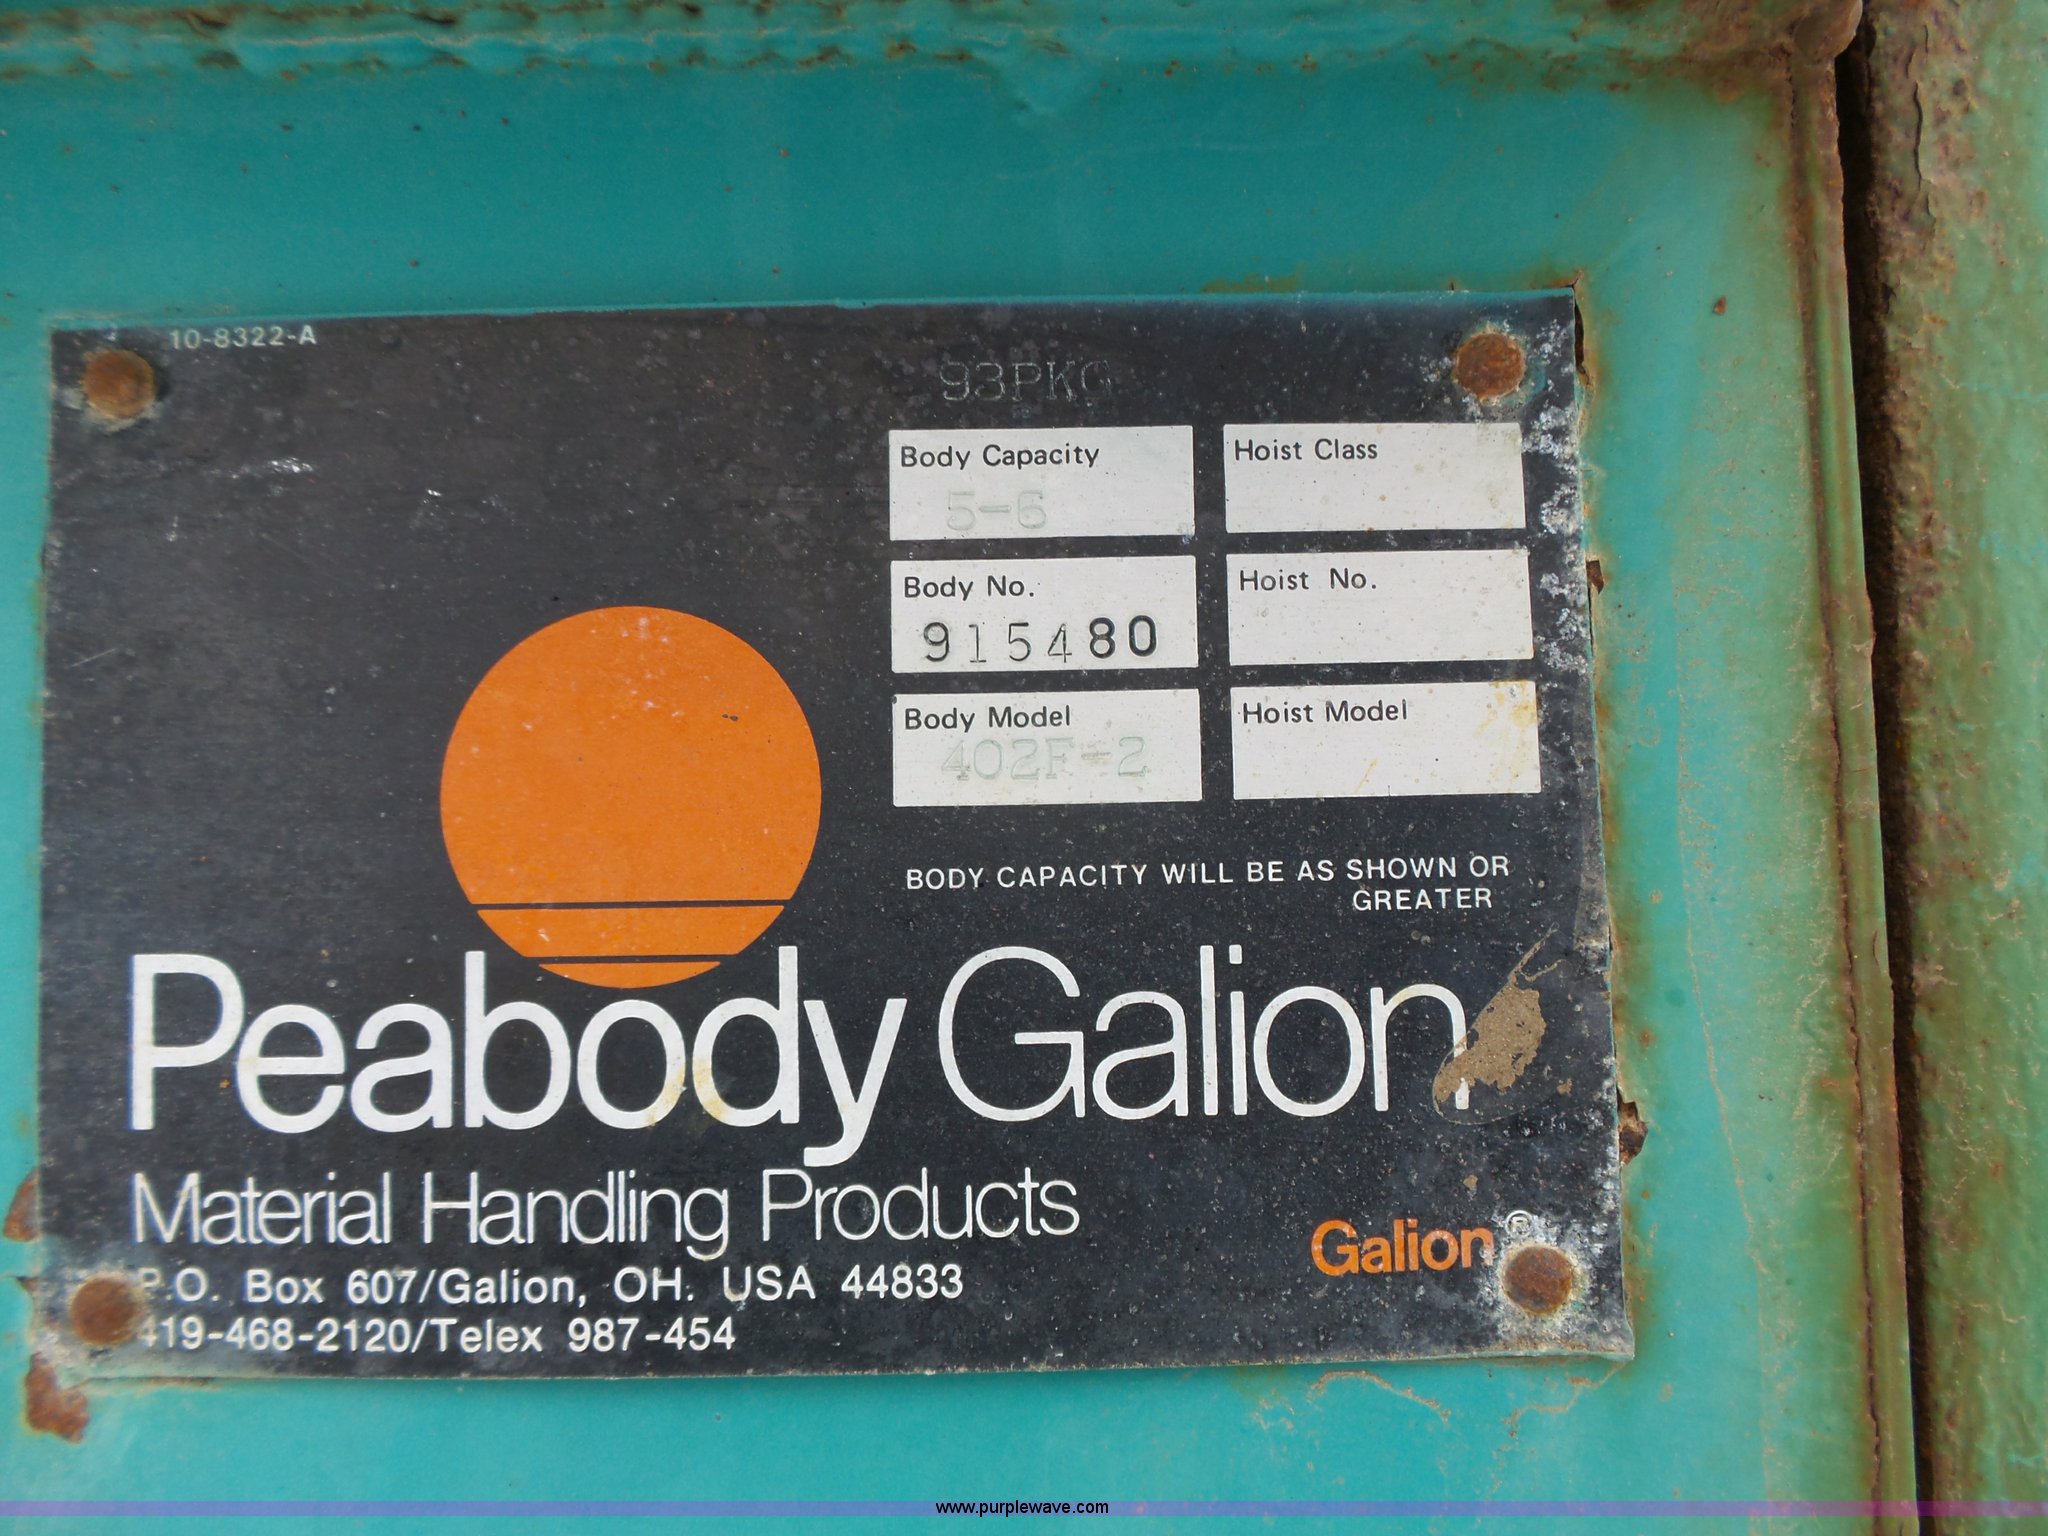 10-8322-A
93PKG
Body Capacity
5-6
Hoist Class
Body No.
915480
Hoist No.
Body Model
402F-2
Hoist Model
BODY CAPACITY WILL BE AS SHOWN OR
GREATER
Peabody Galion
Material Handling Products
Galion®
P.O. Box 607/Galion, OH. USA 44833
419-468-2120/Telex 987-454
www.purplewave.com